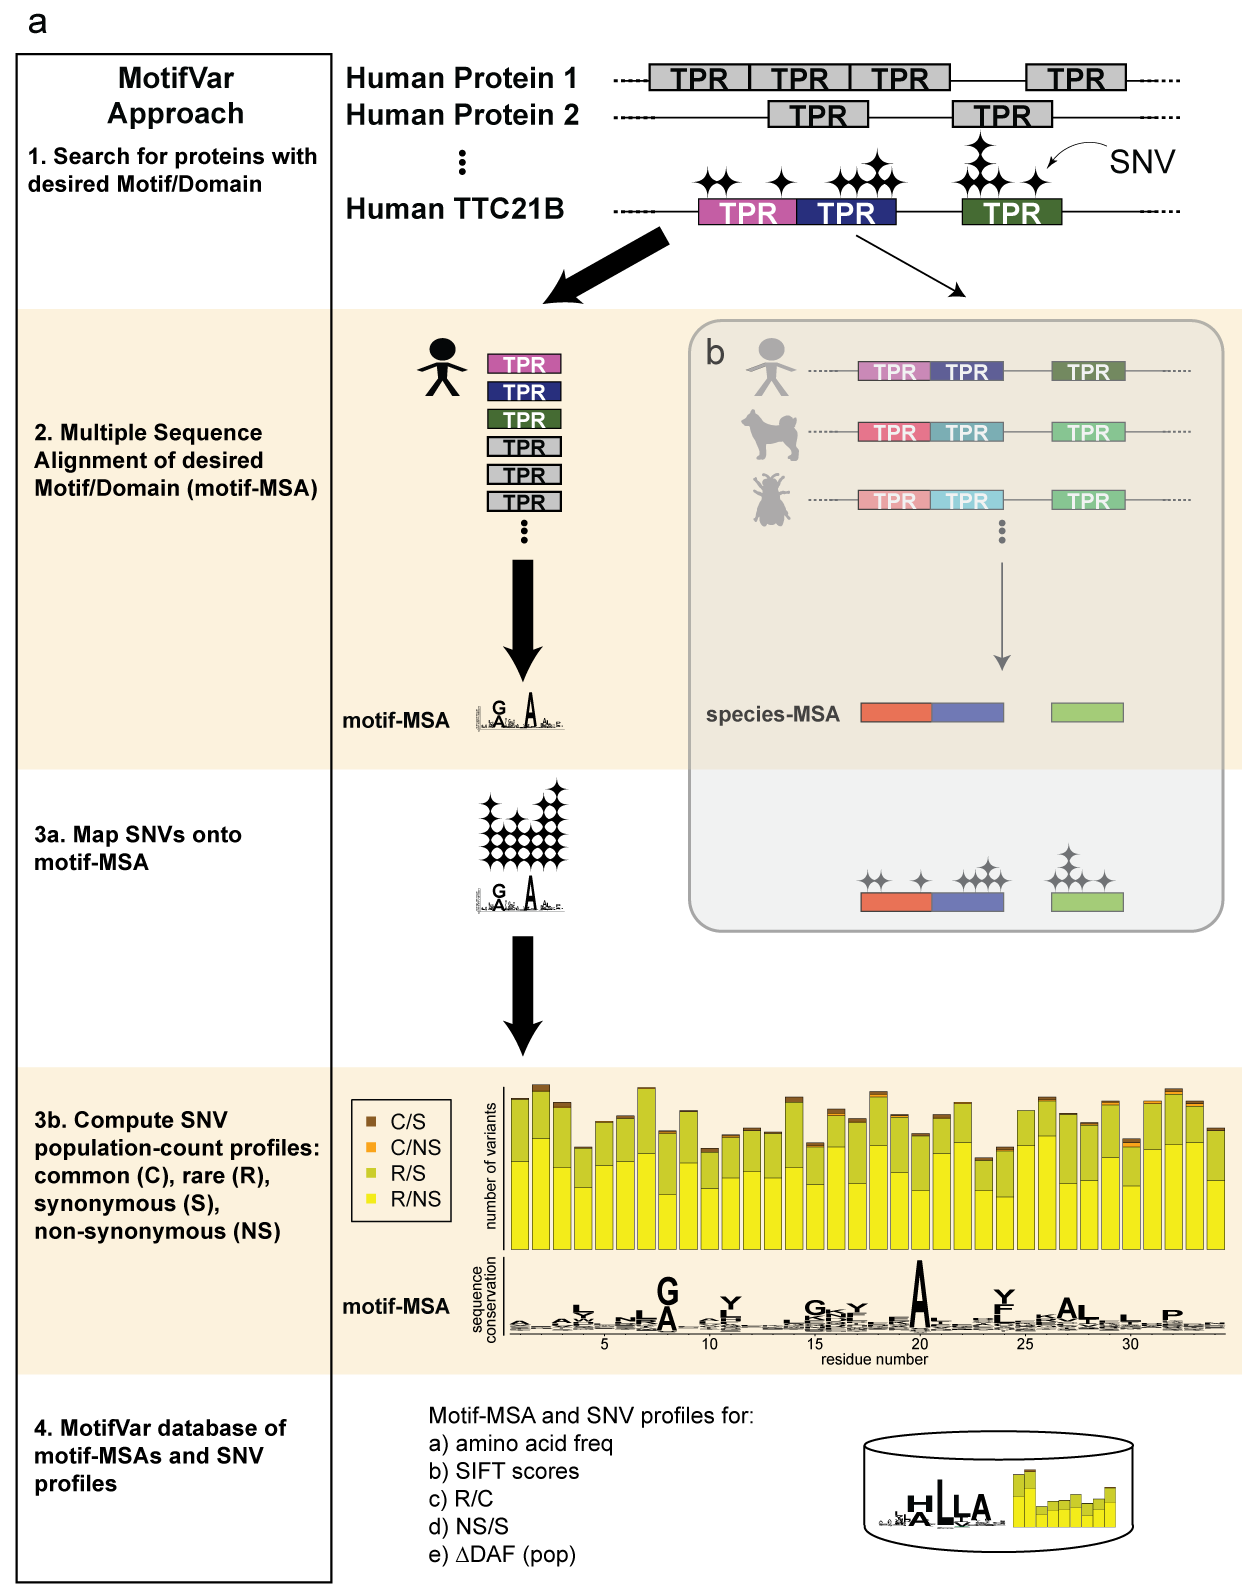 a
MotifVar
Approach
1. Search for proteins with
desired Motif/Domain
Human Protein 1
TPR TPR TPR TPR
Human Protein 2
TPR TPR
SNV
Human TTC21B
TPR TPR TPR
2. Multiple Sequence
Alignment of desired
Motif/Domain (motif-MSA)
TPR
TPR
TPR
TPR
TPR
TPR
motif-MSA
G
A A
b
TPR TPR TPR
TPR TPR TPR
TPR TPR TPR
species-MSA
3a. Map SNVs onto
motif-MSA
G
A A
3b. Compute SNV
population-count profiles:
common (C), rare (R),
synonymous (S),
non-synonymous (NS)
C/S
C/NS
R/S
R/NS
number of variants
motif-MSA
sequence
conservation
G Y G Y A Y A L P
A F
5 10 15 20 25 30
residue number
4. MotifVar database of
motif-MSAs and SNV
profiles
Motif-MSA and SNV profiles for:
a) amino acid freq
b) SIFT scores
c) R/C
d) NS/S
e) ΔDAF (pop)
H L L A
A